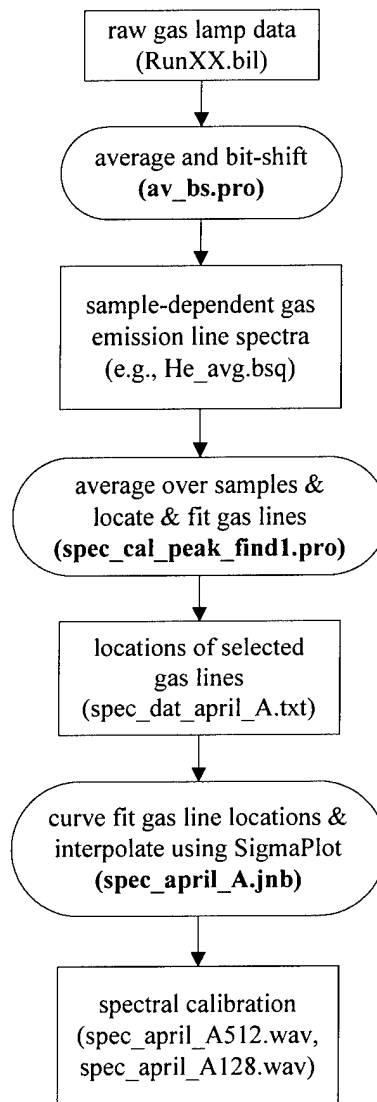 raw gas lamp data
(RunXX.bil)
average and bit-shift
(av_bs.pro)
sample-dependent gas
emission line spectra
(e.g., He_avg.bsq)
average over samples &
locate & fit gas lines
(spec_cal_peak_find1.pro)
locations of selected
gas lines
(spec_dat_april_A.txt)
curve fit gas line locations &
interpolate using SigmaPlot
(spec_april_A.jnb)
spectral calibration
(spec_april_A512.wav,
spec_april_A128.wav)